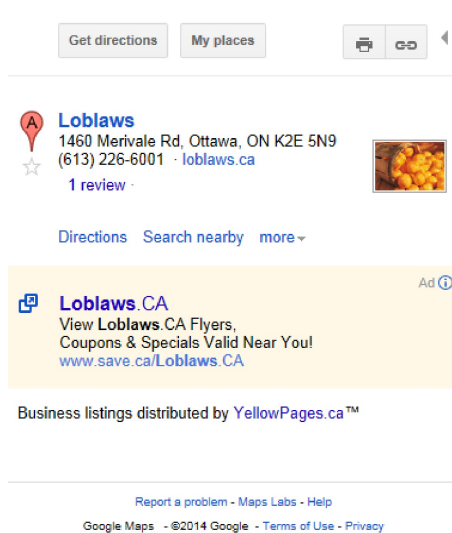 Get directions My places
A
Loblaws
1460 Merivale Rd, Ottawa, ON K2E 5N9
(613) 226-6001 · loblaws.ca
1 review ·
Directions Search nearby more
Ad
Loblaws.CA
View Loblaws.CA Flyers,
Coupons & Specials Valid Near You!
www.save.ca/Loblaws.CA
Business listings distributed by YellowPages.ca™
Report a problem - Maps Labs - Help
Google Maps - ©2014 Google - Terms of Use - Privacy